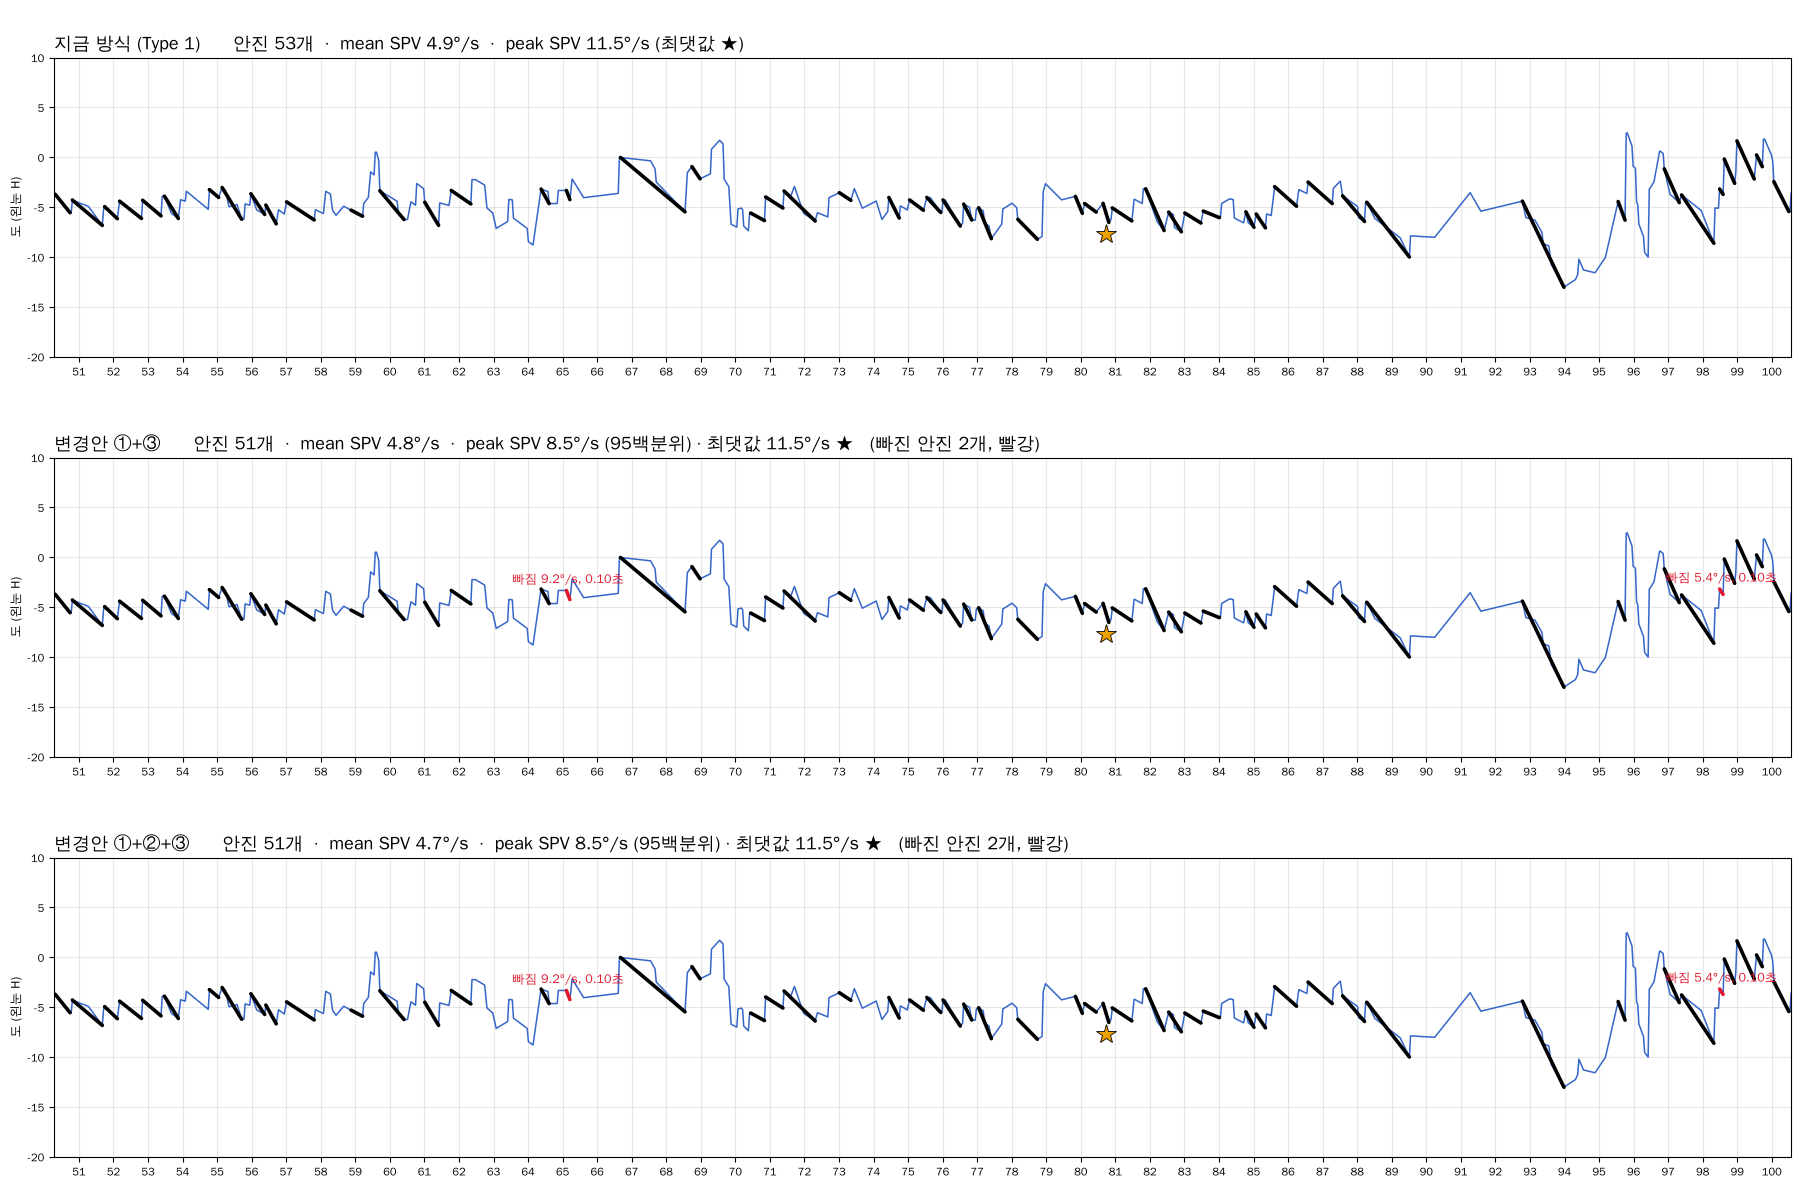 지금 방식 (Type 1) 안진 53개 · mean SPV 4.9°/s · peak SPV 11.5°/s (최댓값 ★)
10
5
0
-5
-10
-15
-20
도 (왼눈 H)
51 52 53 54 55 56 57 58 59 60 61 62 63 64 65 66 67 68 69 70 71 72 73 74 75 76 77 78 79 80 81 82 83 84 85 86 87 88 89 90 91 92 93 94 95 96 97 98 99 100
변경안 ①+③ 안진 51개 · mean SPV 4.8°/s · peak SPV 8.5°/s (95백분위) · 최댓값 11.5°/s ★ (빠진 안진 2개, 빨강)
10
5
0
-5
-10
-15
-20
도 (왼눈 H)
빠짐 9.2°/s, 0.10초
빠짐 5.4°/s, 0.10초
51 52 53 54 55 56 57 58 59 60 61 62 63 64 65 66 67 68 69 70 71 72 73 74 75 76 77 78 79 80 81 82 83 84 85 86 87 88 89 90 91 92 93 94 95 96 97 98 99 100
변경안 ①+②+③ 안진 51개 · mean SPV 4.7°/s · peak SPV 8.5°/s (95백분위) · 최댓값 11.5°/s ★ (빠진 안진 2개, 빨강)
10
5
0
-5
-10
-15
-20
도 (왼눈 H)
빠짐 9.2°/s, 0.10초
빠짐 5.4°/s, 0.10초
51 52 53 54 55 56 57 58 59 60 61 62 63 64 65 66 67 68 69 70 71 72 73 74 75 76 77 78 79 80 81 82 83 84 85 86 87 88 89 90 91 92 93 94 95 96 97 98 99 100